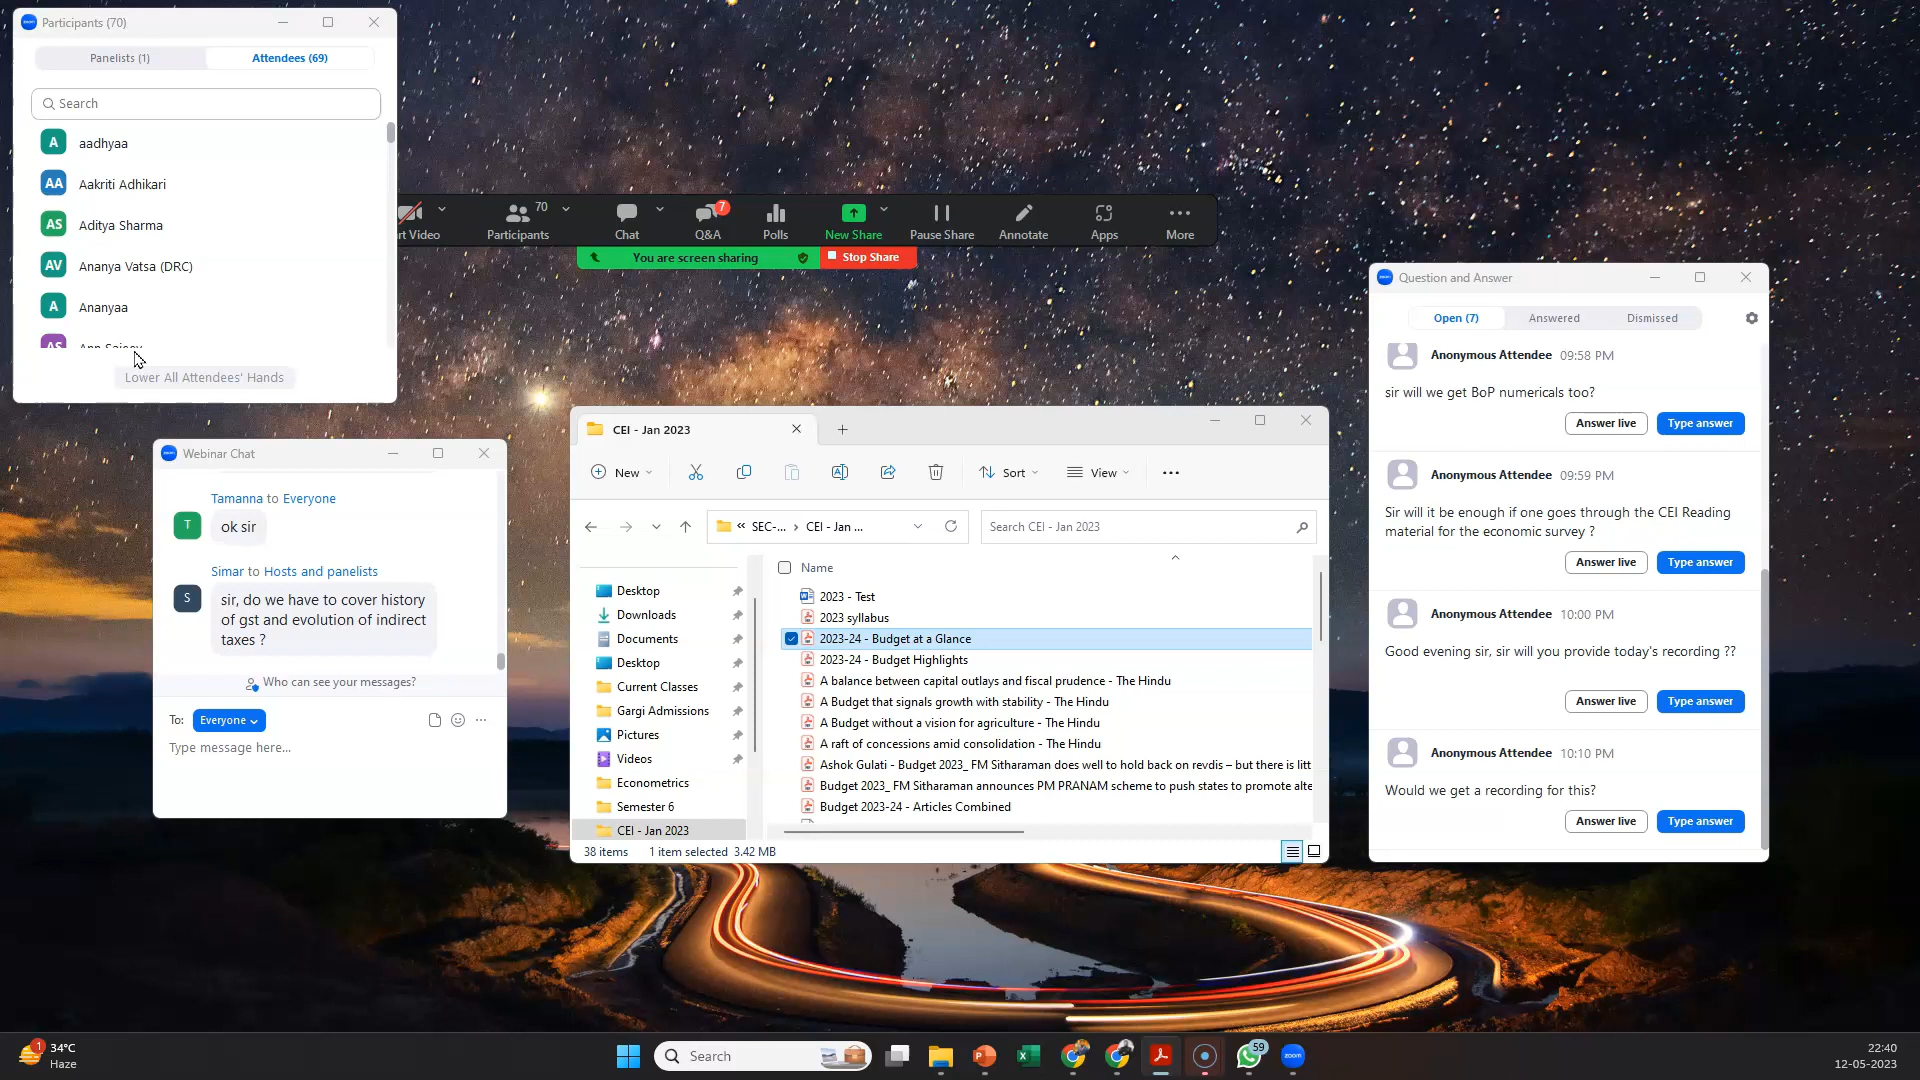 Participants (70)
Panelists (1)
Attendees (69)
Search
A aadhyaa
AA Aakriti Adhikari
AS Aditya Sharma
AV Ananya Vatsa (DRC)
A Ananyaa
Lower All Attendees' Hands
rt Video
70
Participants
Chat
7
Q&A
Polls
New Share
Pause Share
Annotate
Apps
More
You are screen sharing
Stop Share
Webinar Chat
Tamanna to Everyone
T
ok sir
Simar to Hosts and panelists
S
sir, do we have to cover history
of gst and evolution of indirect
taxes ?
Who can see your messages?
To: Everyone
Type message here...
CEI - Jan 2023
New
Sort
View
« SEC-... › CEI - Jan ...
Search CEI - Jan 2023
Desktop
Downloads
Documents
Desktop
Current Classes
Gargi Admissions
Pictures
Videos
Econometrics
Semester 6
CEI - Jan 2023
Name
2023 - Test
2023 syllabus
2023-24 - Budget at a Glance
2023-24 - Budget Highlights
A balance between capital outlays and fiscal prudence - The Hindu
A Budget that signals growth with stability - The Hindu
A Budget without a vision for agriculture - The Hindu
A raft of concessions amid consolidation - The Hindu
Ashok Gulati - Budget 2023_ FM Sitharaman does well to hold back on revdis – but there is litt
Budget 2023_ FM Sitharaman announces PM PRANAM scheme to push states to promote alte
Budget 2023-24 - Articles Combined
38 items 1 item selected 3.42 MB
Question and Answer
Open (7)
Answered
Dismissed
Anonymous Attendee 09:58 PM
sir will we get BoP numericals too?
Answer live
Type answer
Anonymous Attendee 09:59 PM
Sir will it be enough if one goes through the CEI Reading
material for the economic survey ?
Answer live
Type answer
Anonymous Attendee 10:00 PM
Good evening sir, sir will you provide today's recording ??
Answer live
Type answer
Anonymous Attendee 10:10 PM
Would we get a recording for this?
Answer live
Type answer
1
34°C
Haze
Search
59
zoom
22:40
12-05-2023